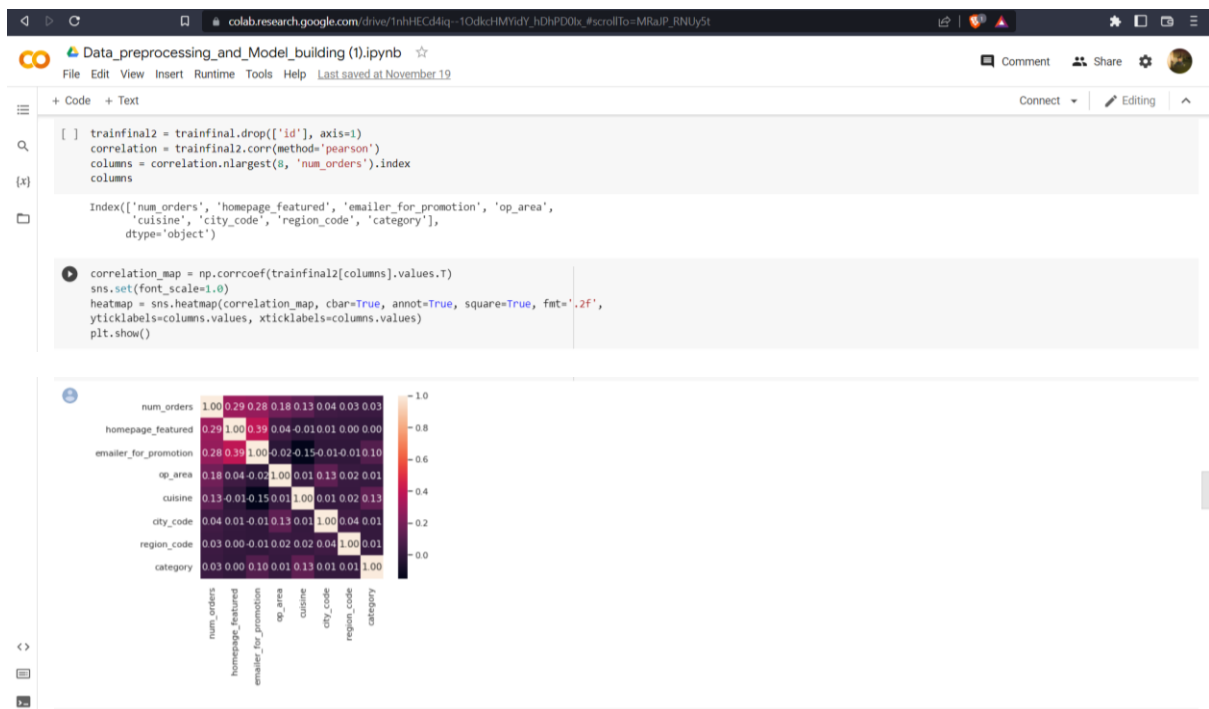 colab.research.google.com/drive/1nhHECd4iq--1OdkcHMYidY_hDhPD0lx_#scrollTo=MRaJP_RNUy5t
CO Data_preprocessing_and_Model_building (1).ipynb
Comment Share
File Edit View Insert Runtime Tools Help Last saved at November 19
+ Code + Text Connect Editing
[ ] trainfinal2 = trainfinal.drop(['id'], axis=1)
correlation = trainfinal2.corr(method='pearson')
columns = correlation.nlargest(8, 'num_orders').index
columns
{x}
Index(['num_orders', 'homepage_featured', 'emailer_for_promotion', 'op_area',
'cuisine', 'city_code', 'region_code', 'category'],
dtype='object')
correlation_map = np.corrcoef(trainfinal2[columns].values.T)
sns.set(font_scale=1.0)
heatmap = sns.heatmap(correlation_map, cbar=True, annot=True, square=True, fmt='.2f',
yticklabels=columns.values, xticklabels=columns.values)
plt.show()
num_orders 1.00 0.29 0.28 0.18 0.13 0.04 0.03 0.03
homepage_featured 0.29 1.00 0.39 0.04 -0.01 0.01 0.00 0.00
emailer_for_promotion 0.28 0.39 1.00 -0.02 -0.15 -0.01 -0.01 0.10
op_area 0.18 0.04 -0.02 1.00 0.01 0.13 0.02 0.01
cuisine 0.13 -0.01 -0.15 0.01 1.00 0.01 0.02 0.13
city_code 0.04 0.01 -0.01 0.13 0.01 1.00 0.04 0.01
region_code 0.03 0.00 -0.01 0.02 0.02 0.04 1.00 0.01
category 0.03 0.00 0.10 0.01 0.13 0.01 0.01 1.00
num_orders
homepage_featured
emailer_for_promotion
op_area
cuisine
city_code
region_code
category
1.0
0.8
0.6
0.4
0.2
0.0